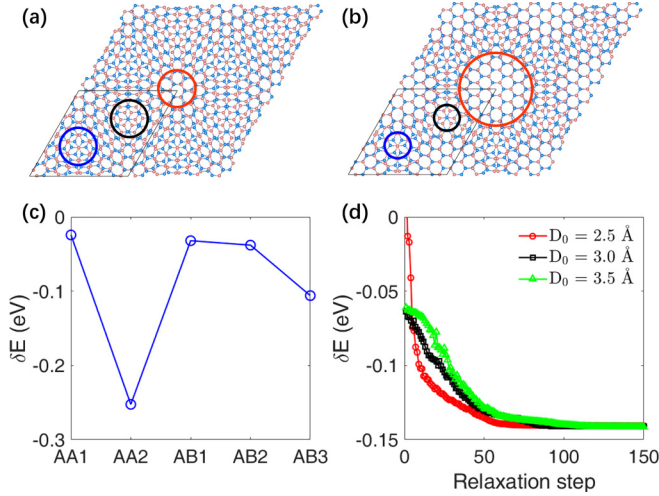 (a)
(b)
(c)
0
-0.1
-0.2
-0.3
δE (eV)
AA1 AA2 AB1 AB2 AB3
(d)
0
-0.05
-0.1
-0.15
δE (eV)
D₀ = 2.5 Å
D₀ = 3.0 Å
D₀ = 3.5 Å
0 50 100 150
Relaxation step